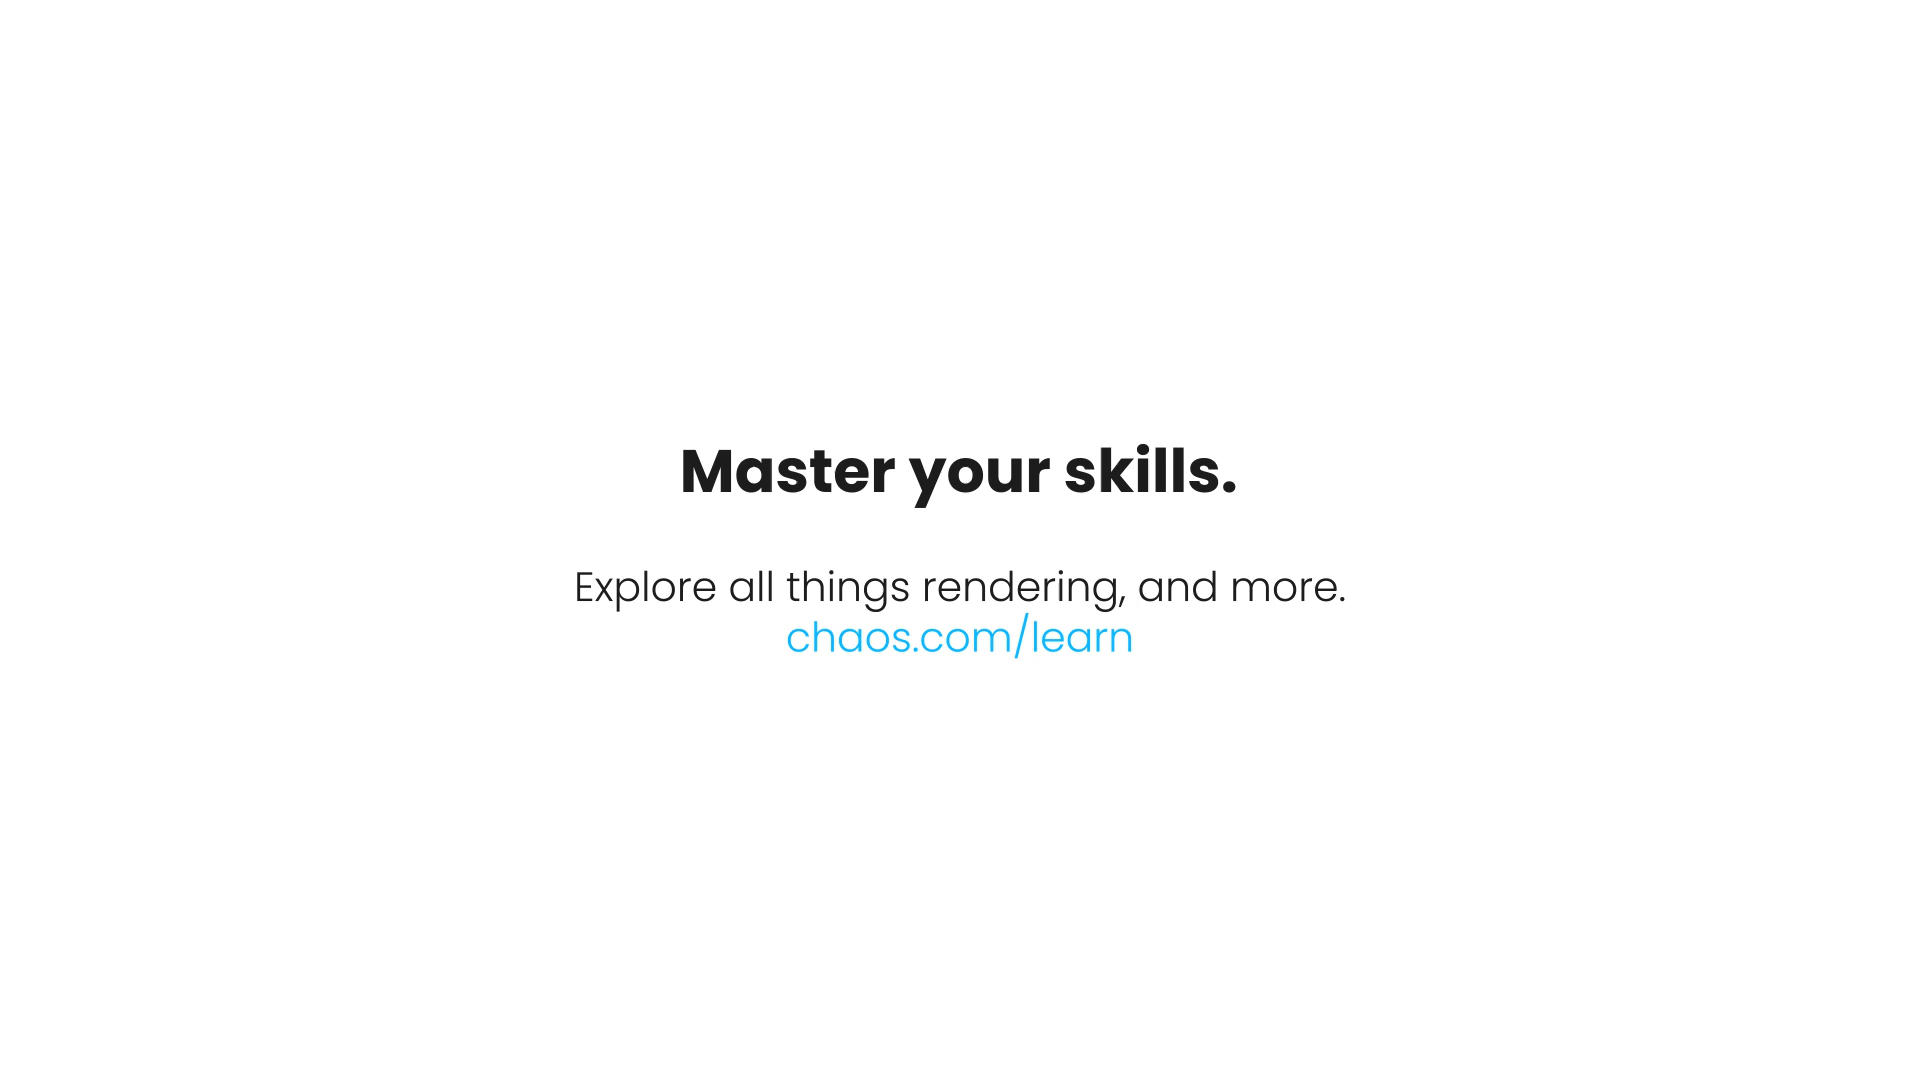 Master your skills.
Explore all things rendering, and more.
chaos.com/learn